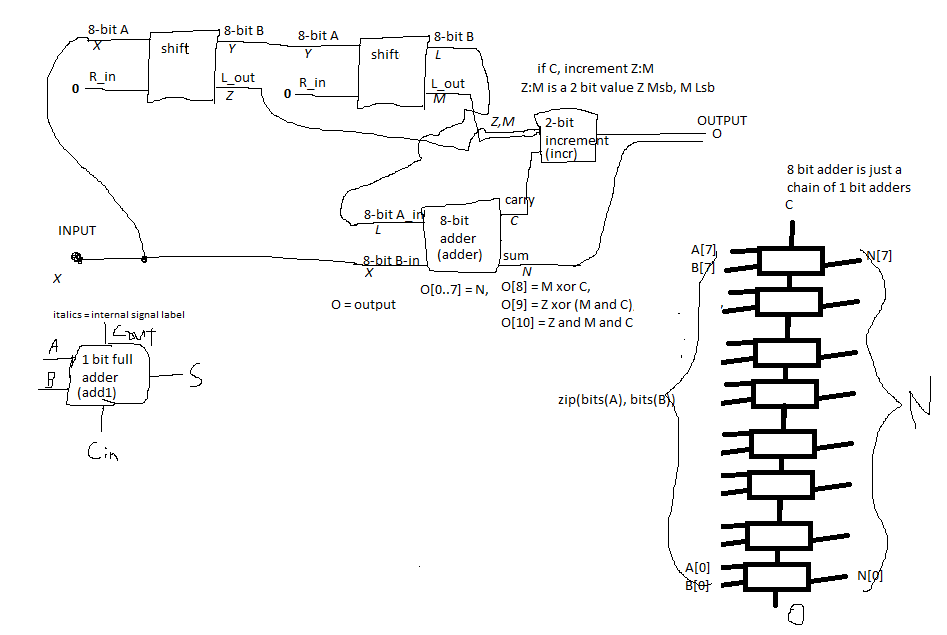 8-bit A
X
shift
8-bit B
Y
R_in
0
L_out
Z
8-bit A
Y
shift
8-bit B
L
R_in
0
L_out
M
if C, increment Z:M
Z:M is a 2 bit value Z Msb, M Lsb
Z,M
2-bit
increment
(incr)
OUTPUT
O
8 bit adder is just a
chain of 1 bit adders
C
INPUT
X
8-bit A_in
L
8-bit B-in
X
8-bit
adder
(adder)
carry
C
sum
N
O = output
O[0..7] = N,
O[8] = M xor C,
O[9] = Z xor (M and C)
O[10] = Z and M and C
italics = internal signal label
Cout
A
B
1 bit full
adder
(add1)
S
Cin
A[7]
B[7]
N[7]
zip(bits(A), bits(B))
N
A[0]
B[0]
N[0]
0